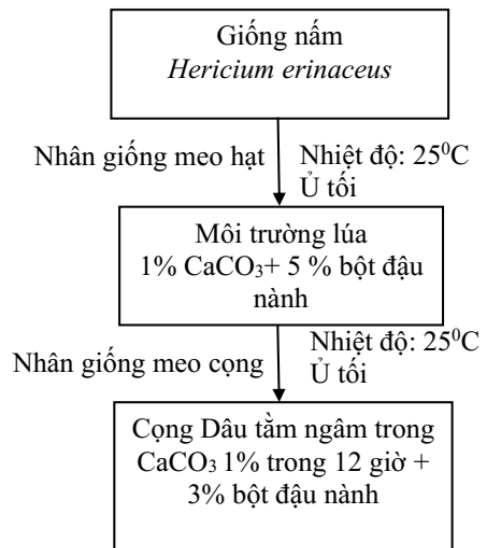 Giống nấm
Hericium erinaceus
Nhân giống meo hạt
Nhiệt độ: 25⁰C
Ủ tối
Môi trường lúa
1% CaCO₃+ 5 % bột đậu
nành
Nhân giống meo cọng
Nhiệt độ: 25⁰C
Ủ tối
Cọng Dâu tằm ngâm trong
CaCO₃ 1% trong 12 giờ +
3% bột đậu nành